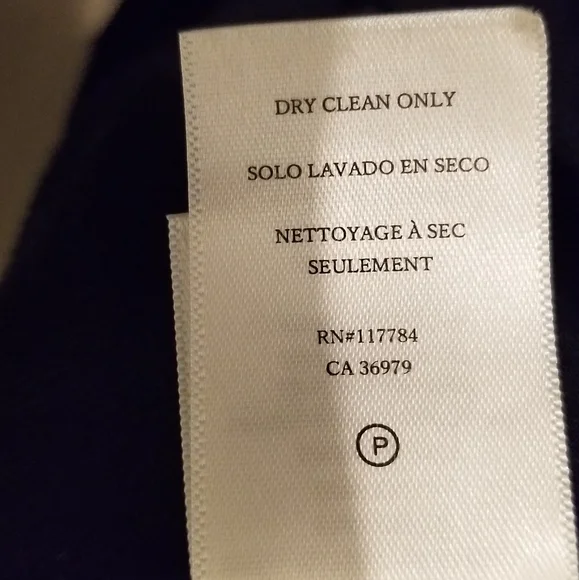 DRY CLEAN ONLY
SOLO LAVADO EN SECO
NETTOYAGE À SEC
SEULEMENT
RN#117784
CA 36979
P